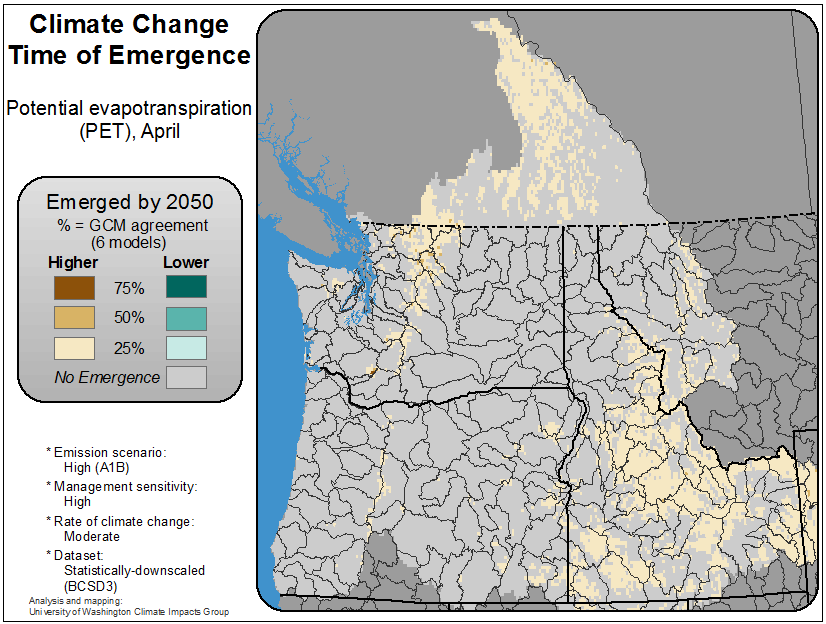 Climate Change
Time of Emergence
Potential evapotranspiration
(PET), April
Emerged by 2050
% = GCM agreement
(6 models)
Higher Lower
75%
50%
25%
No Emergence
* Emission scenario:
High (A1B)
* Management sensitivity:
High
* Rate of climate change:
Moderate
* Dataset:
Statistically-downscaled
(BCSD3)
Analysis and mapping:
University of Washington Climate Impacts Group